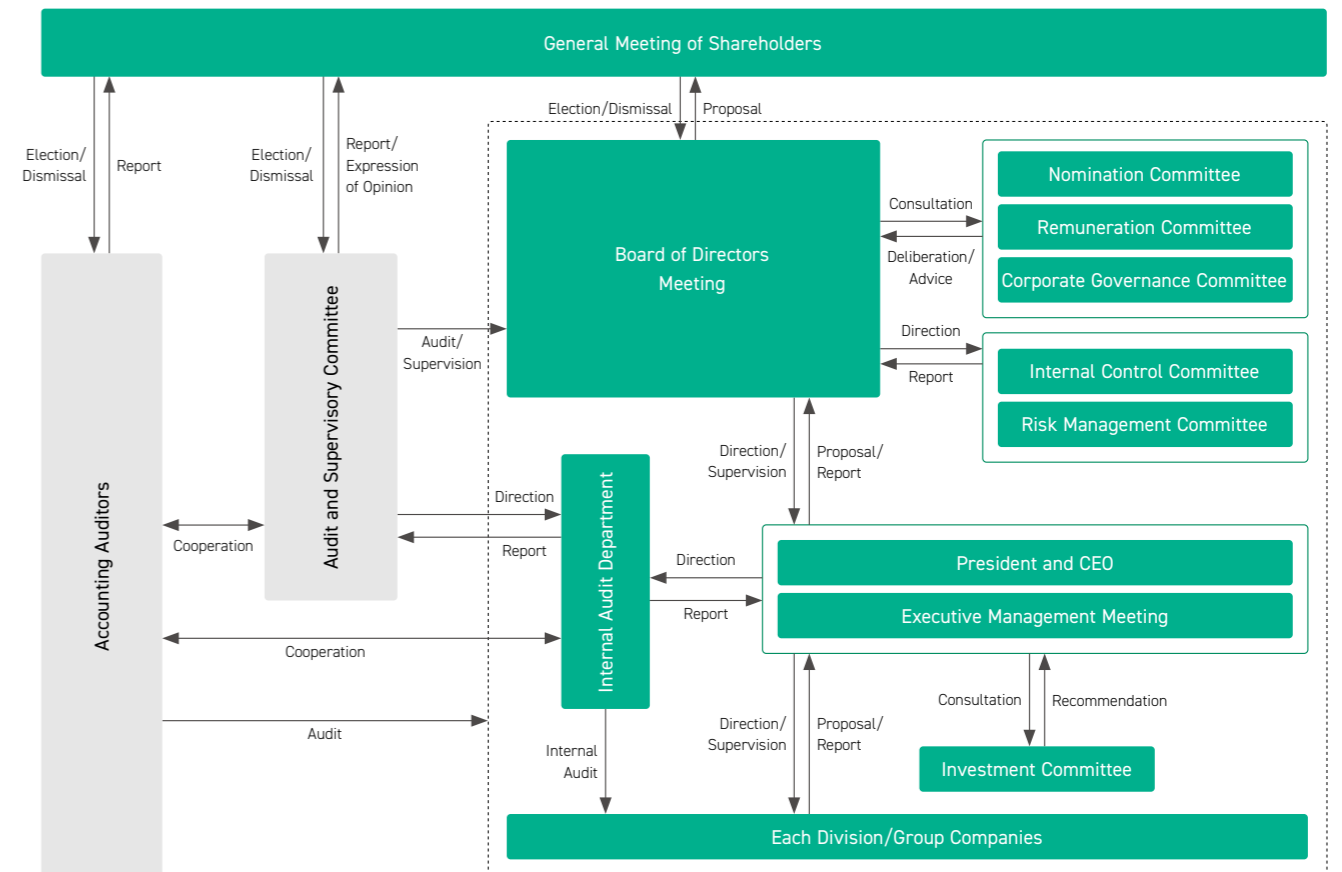 General Meeting of Shareholders
Election/Dismissal
Proposal
Election/
Dismissal
Report
Election/
Dismissal
Report/
Expression
of Opinion
Board of Directors
Meeting
Consultation
Deliberation/
Advice
Nomination Committee
Remuneration Committee
Corporate Governance Committee
Audit/
Supervision
Direction
Report
Internal Control Committee
Risk Management Committee
Accounting Auditors
Audit and Supervisory Committee
Direction/
Supervision
Proposal/
Report
Cooperation
Direction
Report
Internal Audit Department
Direction
Report
President and CEO
Executive Management Meeting
Cooperation
Audit
Internal
Audit
Direction/
Supervision
Proposal/
Report
Consultation
Recommendation
Investment Committee
Each Division/Group Companies